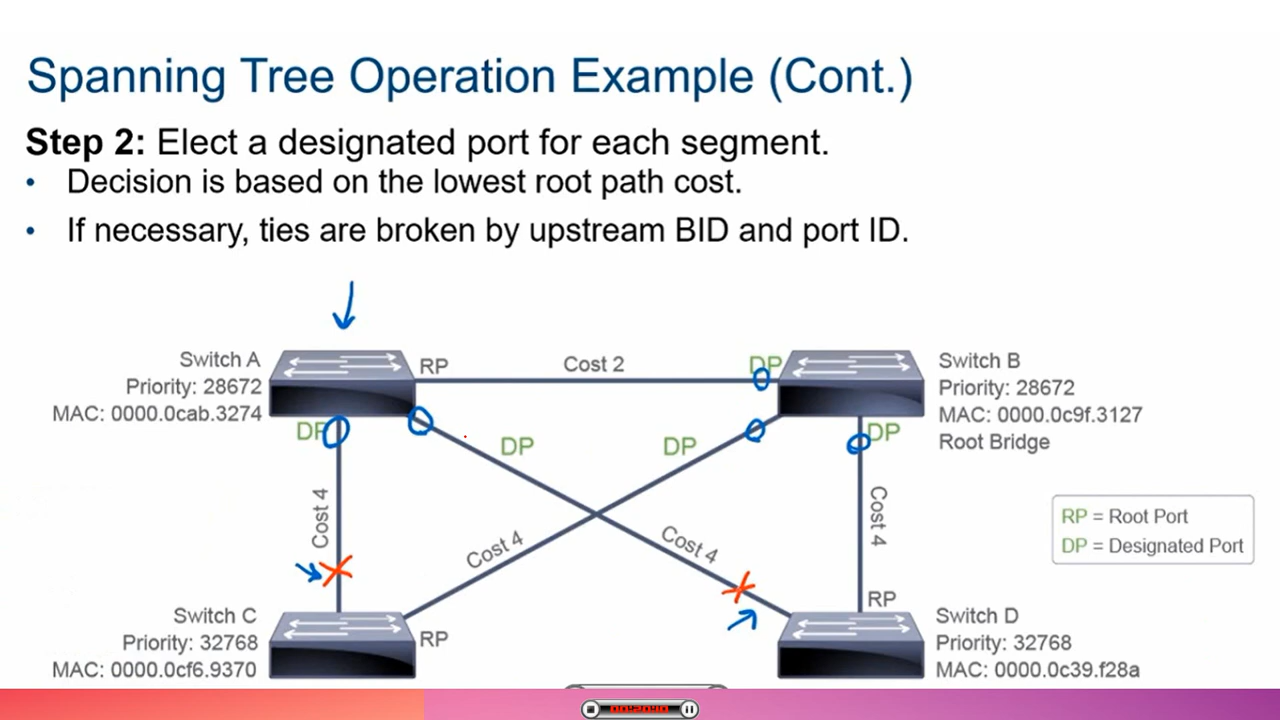 Spanning Tree Operation Example (Cont.)
Step 2: Elect a designated port for each segment.
• Decision is based on the lowest root path cost.
• If necessary, ties are broken by upstream BID and port ID.
Switch A
Priority: 28672
MAC: 0000.0cab.3274
RP
Cost 2
DP
Switch B
Priority: 28672
MAC: 0000.0c9f.3127
Root Bridge
DP
DP
DP
DP
Cost 4
Cost 4
Cost 4
Cost 4
RP = Root Port
DP = Designated Port
Switch C
Priority: 32768
MAC: 0000.0cf6.9370
RP
RP
Switch D
Priority: 32768
MAC: 0000.0c39.f28a